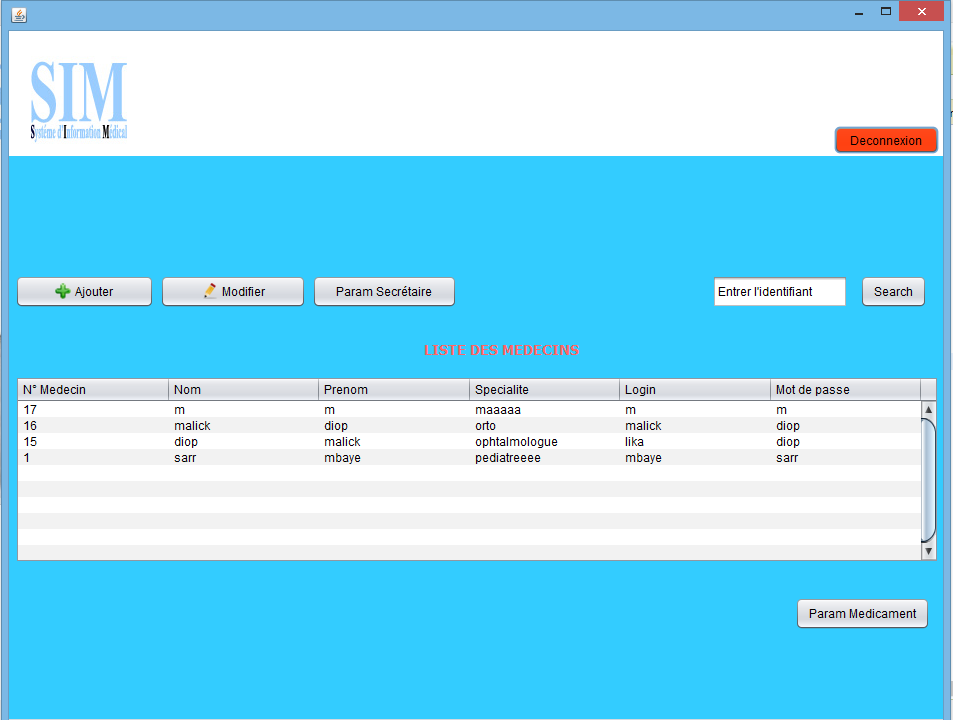 SIM
Système d'Information Medical
Deconnexion
Ajouter Modifier Param Secrétaire Entrer l'identifiant Search
LISTE DES MEDECINS
N° Medecin Nom Prenom Specialite Login Mot de passe
17 m m maaaaa m m
16 malick diop orto malick diop
15 diop malick ophtalmologue lika diop
1 sarr mbaye pediatreeee mbaye sarr
Param Medicament